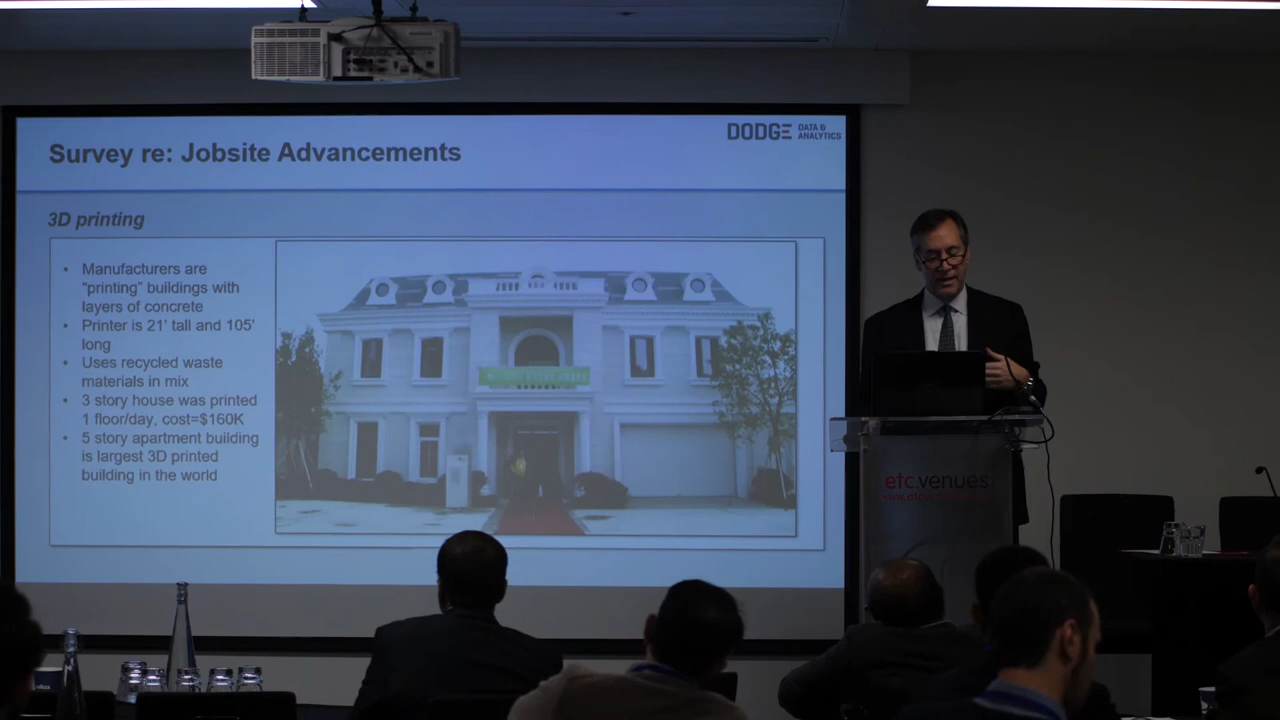 DODGE DATA & ANALYTICS
Survey re: Jobsite Advancements
3D printing
• Manufacturers are
“printing” buildings with
layers of concrete
• Printer is 21' tall and 105'
long
• Uses recycled waste
materials in mix
• 3 story house was printed
1 floor/day, cost=$160K
• 5 story apartment building
is largest 3D printed
building in the world
etc.venues